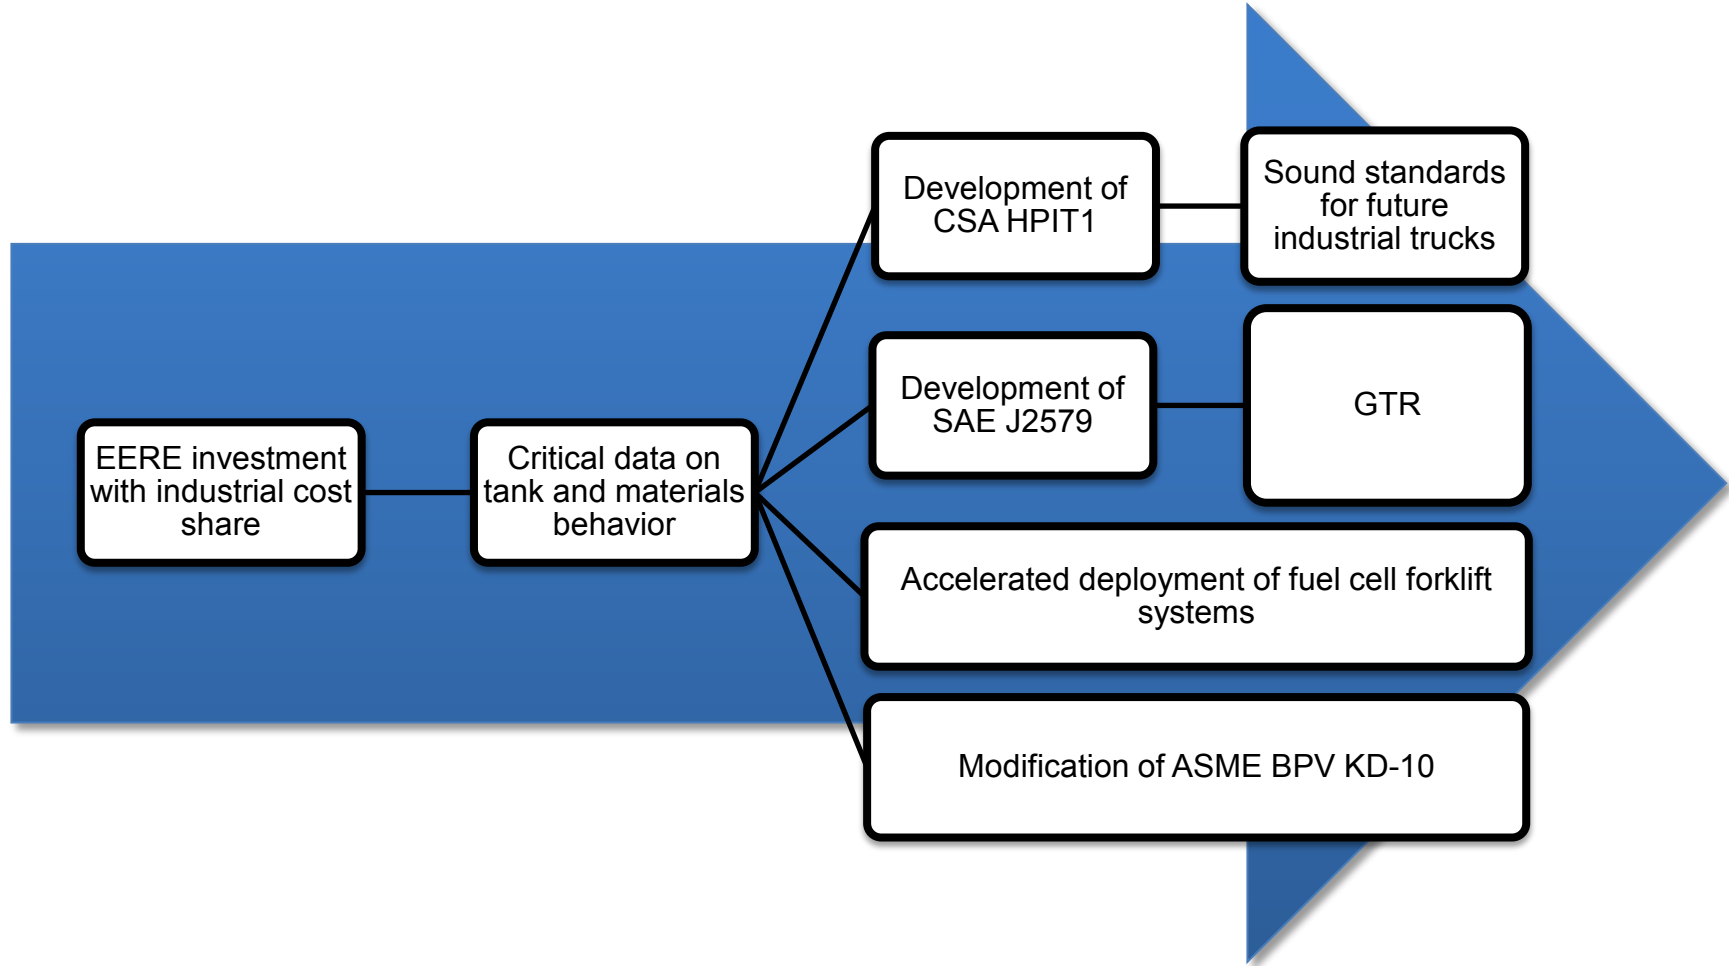 EERE investment
with industrial cost
share
Critical data on
tank and materials
behavior
Development of
CSA HPIT1
Sound standards
for future
industrial trucks
Development of
SAE J2579
GTR
Accelerated deployment of fuel cell forklift
systems
Modification of ASME BPV KD-10